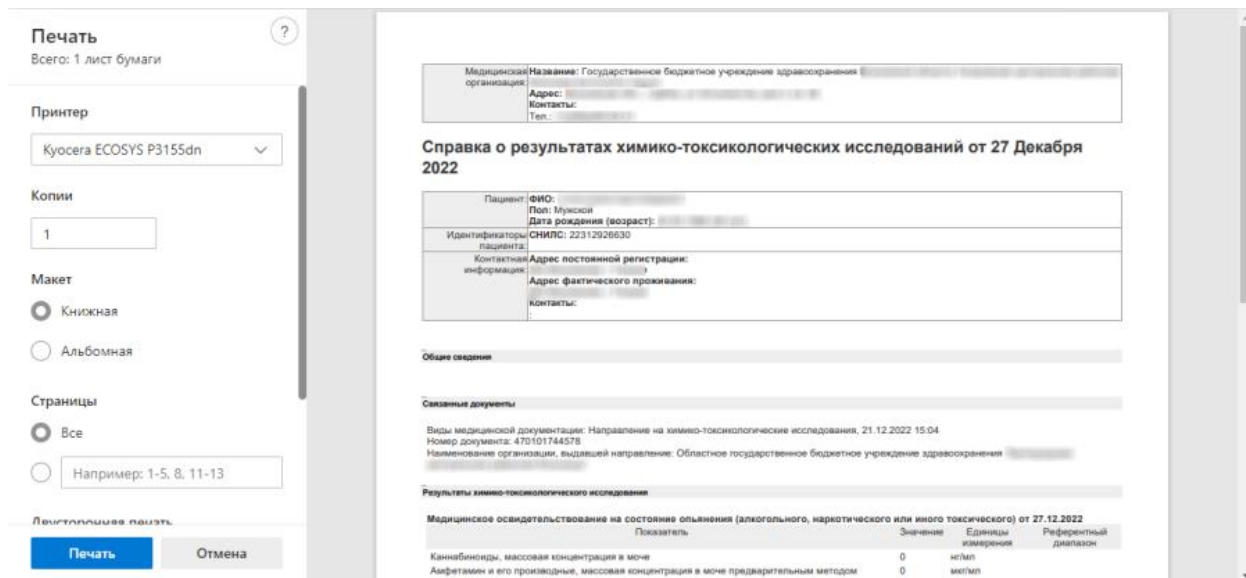 Печать
?
Всего: 1 лист бумаги
Принтер
Kyocera ECOSYS P3155dn
Копии
1
Макет
Книжная
Альбомная
Страницы
Все
Например: 1-5, 8, 11-13
Двусторонняя печать
Печать
Отмена
Медицинская организация:
Название: Государственное бюджетное учреждение здравоохранения
Адрес:
Контакты:
Тел.:
Справка о результатах химико-токсикологических исследований от 27 Декабря
2022
Пациент:
ФИО:
Пол: Мужской
Дата рождения (возраст):
Идентификаторы пациента:
СНИЛС: 22312926630
Контактная информация:
Адрес постоянной регистрации:
Адрес фактического проживания:
Контакты:
:
Общие сведения
Связанные документы
Виды медицинской документации: Направление на химико-токсикологические исследования, 21.12.2022 15:04
Номер документа: 470101744578
Наименование организации, выдавшей направление: Областное государственное бюджетное учреждение здравоохранения
Результаты химико-токсикологического исследования
Медицинское освидетельствование на состояние опьянения (алкогольного, наркотического или иного токсического) от 27.12.2022
Показатель Значение Единицы измерения Референтный диапазон
Каннабиноиды, массовая концентрация в моче 0 нг/мл
Амфетамин и его производные, массовая концентрация в моче предварительным методом 0 мкг/мл